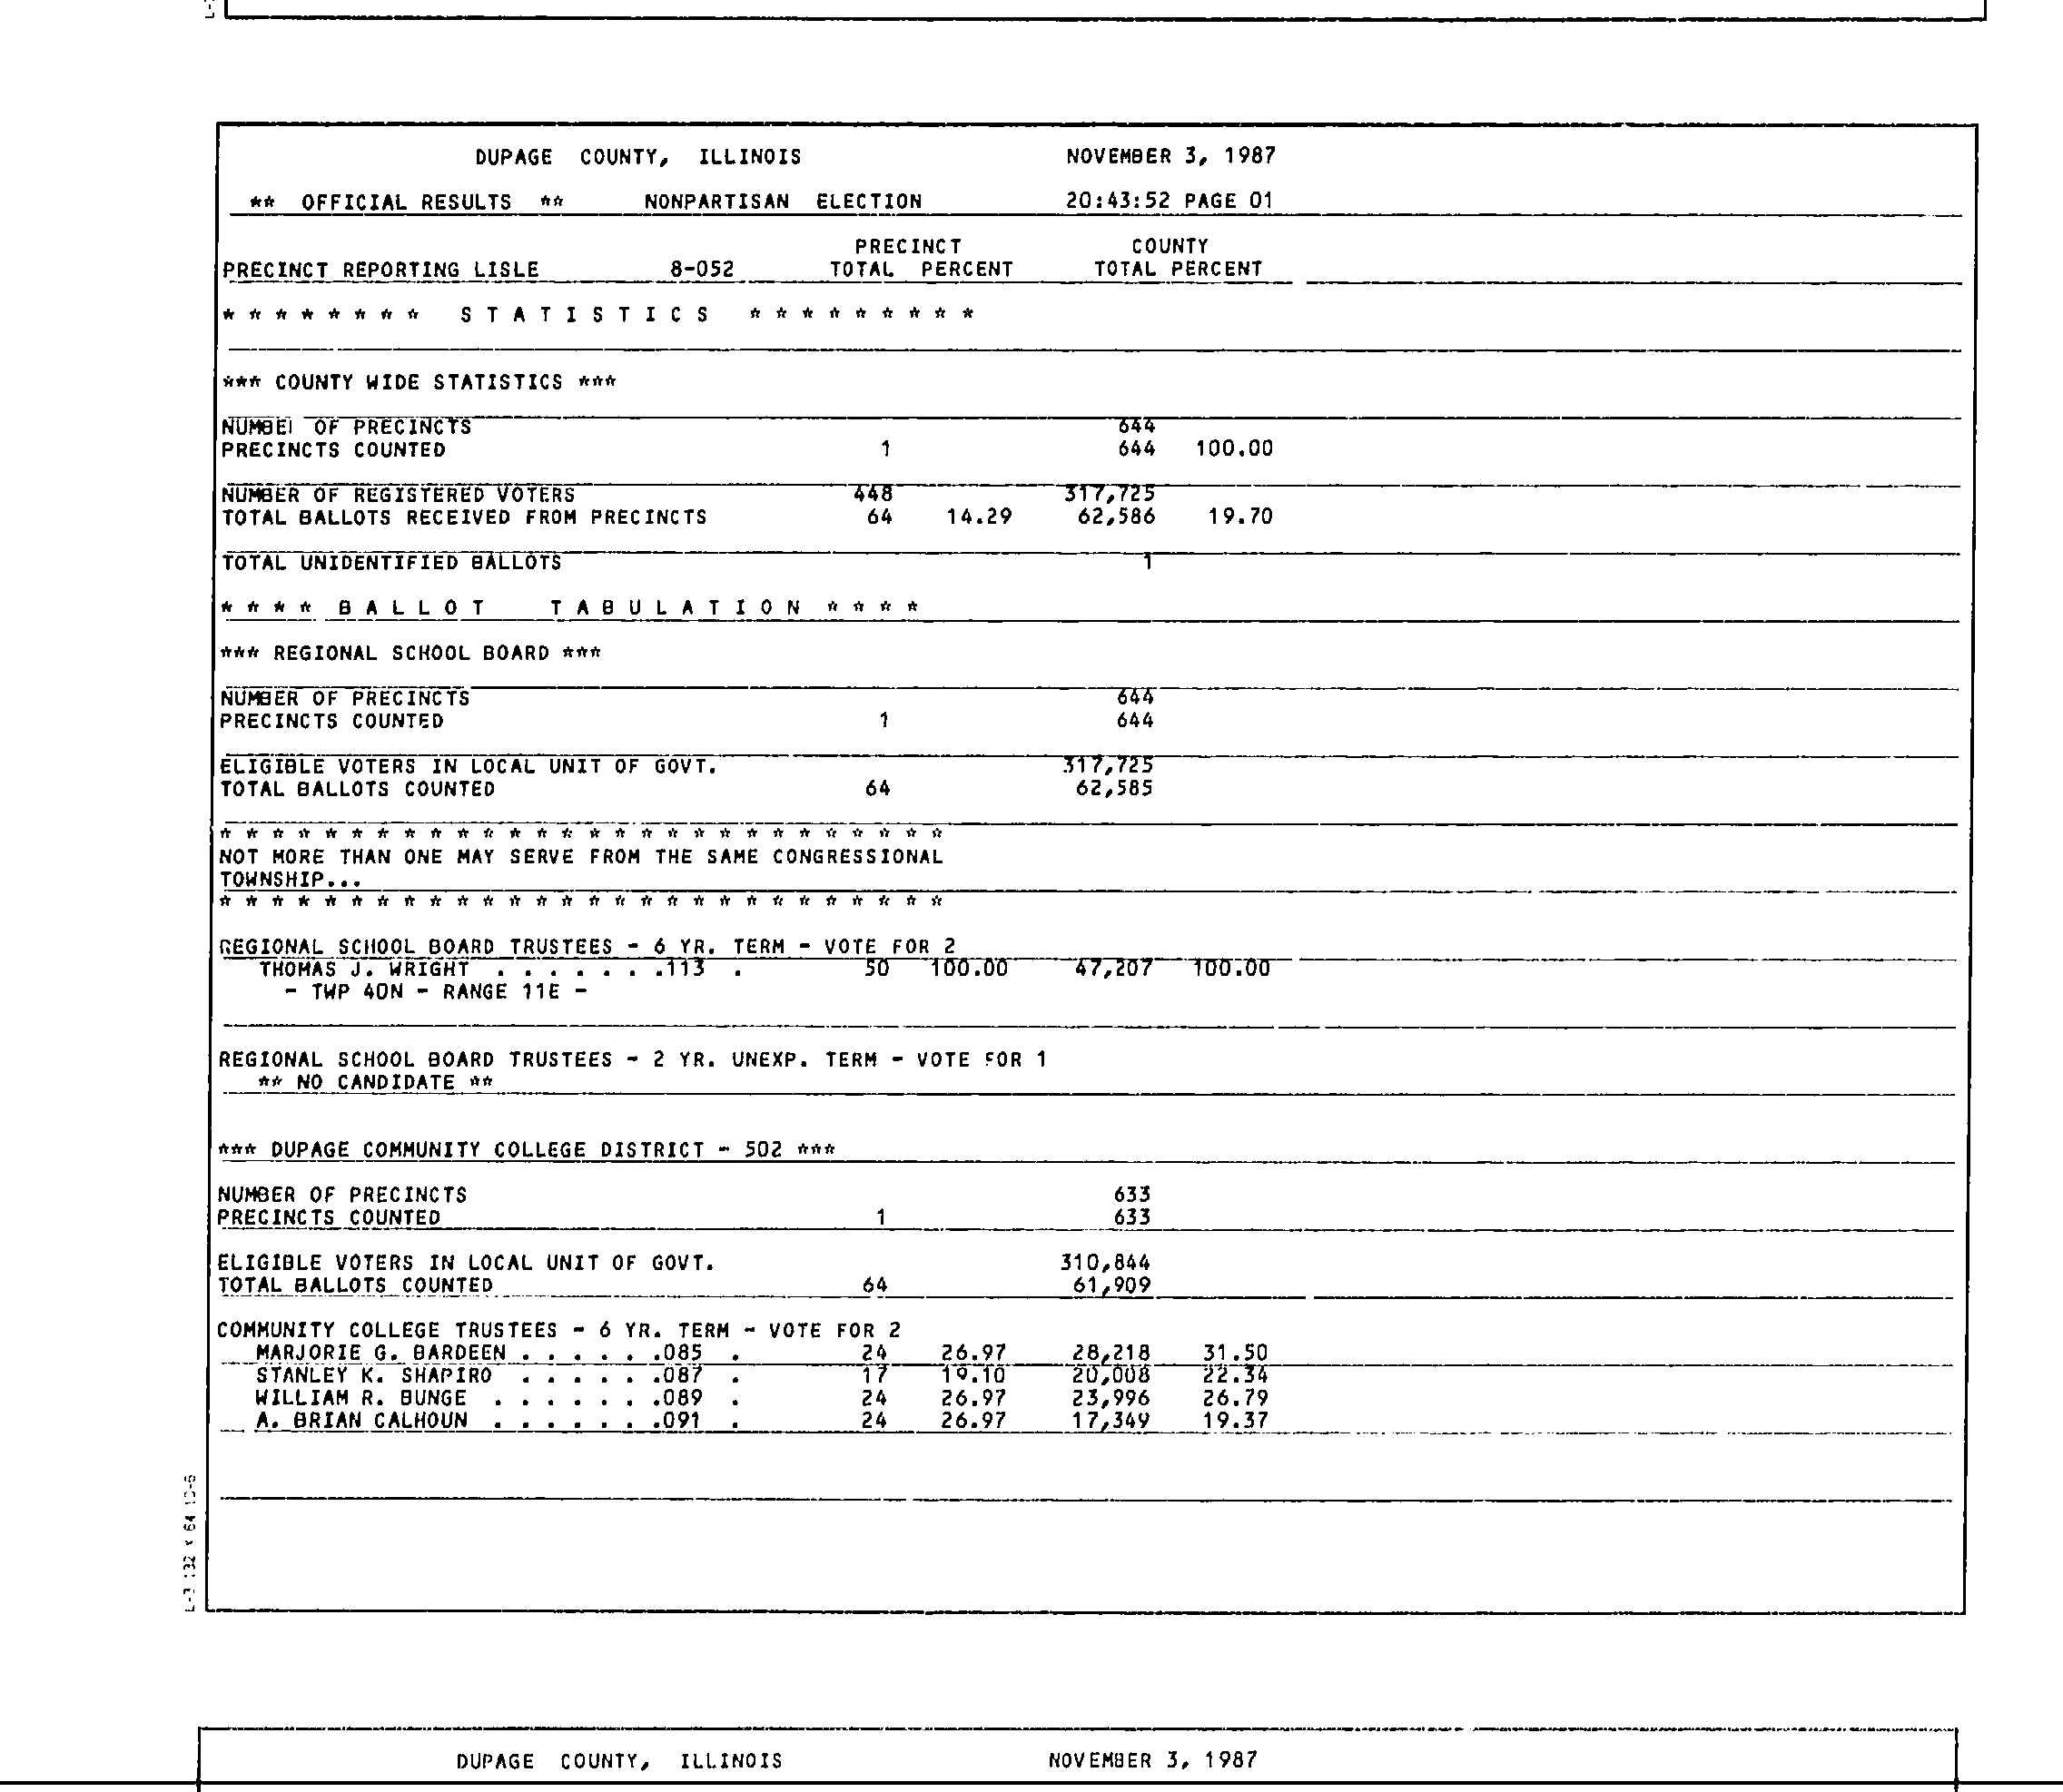 DUPAGE COUNTY, ILLINOIS NOVEMBER 3, 1987
** OFFICIAL RESULTS ** NONPARTISAN ELECTION 20:43:52 PAGE 01
PRECINCT COUNTY
PRECINCT REPORTING LISLE 8-052 TOTAL PERCENT TOTAL PERCENT
* * * * * * * * S T A T I S T I C S * * * * * * * * *
*** COUNTY WIDE STATISTICS ***
NUMBER OF PRECINCTS 644
PRECINCTS COUNTED 1 644 100.00
NUMBER OF REGISTERED VOTERS 448 317,725
TOTAL BALLOTS RECEIVED FROM PRECINCTS 64 14.29 62,586 19.70
TOTAL UNIDENTIFIED BALLOTS 1
* * * * B A L L O T T A B U L A T I O N * * * *
*** REGIONAL SCHOOL BOARD ***
NUMBER OF PRECINCTS 644
PRECINCTS COUNTED 1 644
ELIGIBLE VOTERS IN LOCAL UNIT OF GOVT. 317,725
TOTAL BALLOTS COUNTED 64 62,585
* * * * * * * * * * * * * * * * * * * * * * * * * * * *
NOT MORE THAN ONE MAY SERVE FROM THE SAME CONGRESSIONAL
TOWNSHIP...
* * * * * * * * * * * * * * * * * * * * * * * * * * * *
REGIONAL SCHOOL BOARD TRUSTEES - 6 YR. TERM - VOTE FOR 2
THOMAS J. WRIGHT . . . . . . .113 . 50 100.00 47,207 100.00
- TWP 40N - RANGE 11E -
REGIONAL SCHOOL BOARD TRUSTEES - 2 YR. UNEXP. TERM - VOTE FOR 1
** NO CANDIDATE **
*** DUPAGE COMMUNITY COLLEGE DISTRICT - 502 ***
NUMBER OF PRECINCTS 633
PRECINCTS COUNTED 1 633
ELIGIBLE VOTERS IN LOCAL UNIT OF GOVT. 310,844
TOTAL BALLOTS COUNTED 64 61,909
COMMUNITY COLLEGE TRUSTEES - 6 YR. TERM - VOTE FOR 2
MARJORIE G. BARDEEN . . . . . .085 . 24 26.97 28,218 31.50
STANLEY K. SHAPIRO . . . . . .087 . 17 19.10 20,008 22.34
WILLIAM R. BUNGE . . . . . . .089 . 24 26.97 23,996 26.79
A. BRIAN CALHOUN . . . . . . .091 . 24 26.97 17,349 19.37
DUPAGE COUNTY, ILLINOIS NOVEMBER 3, 1987